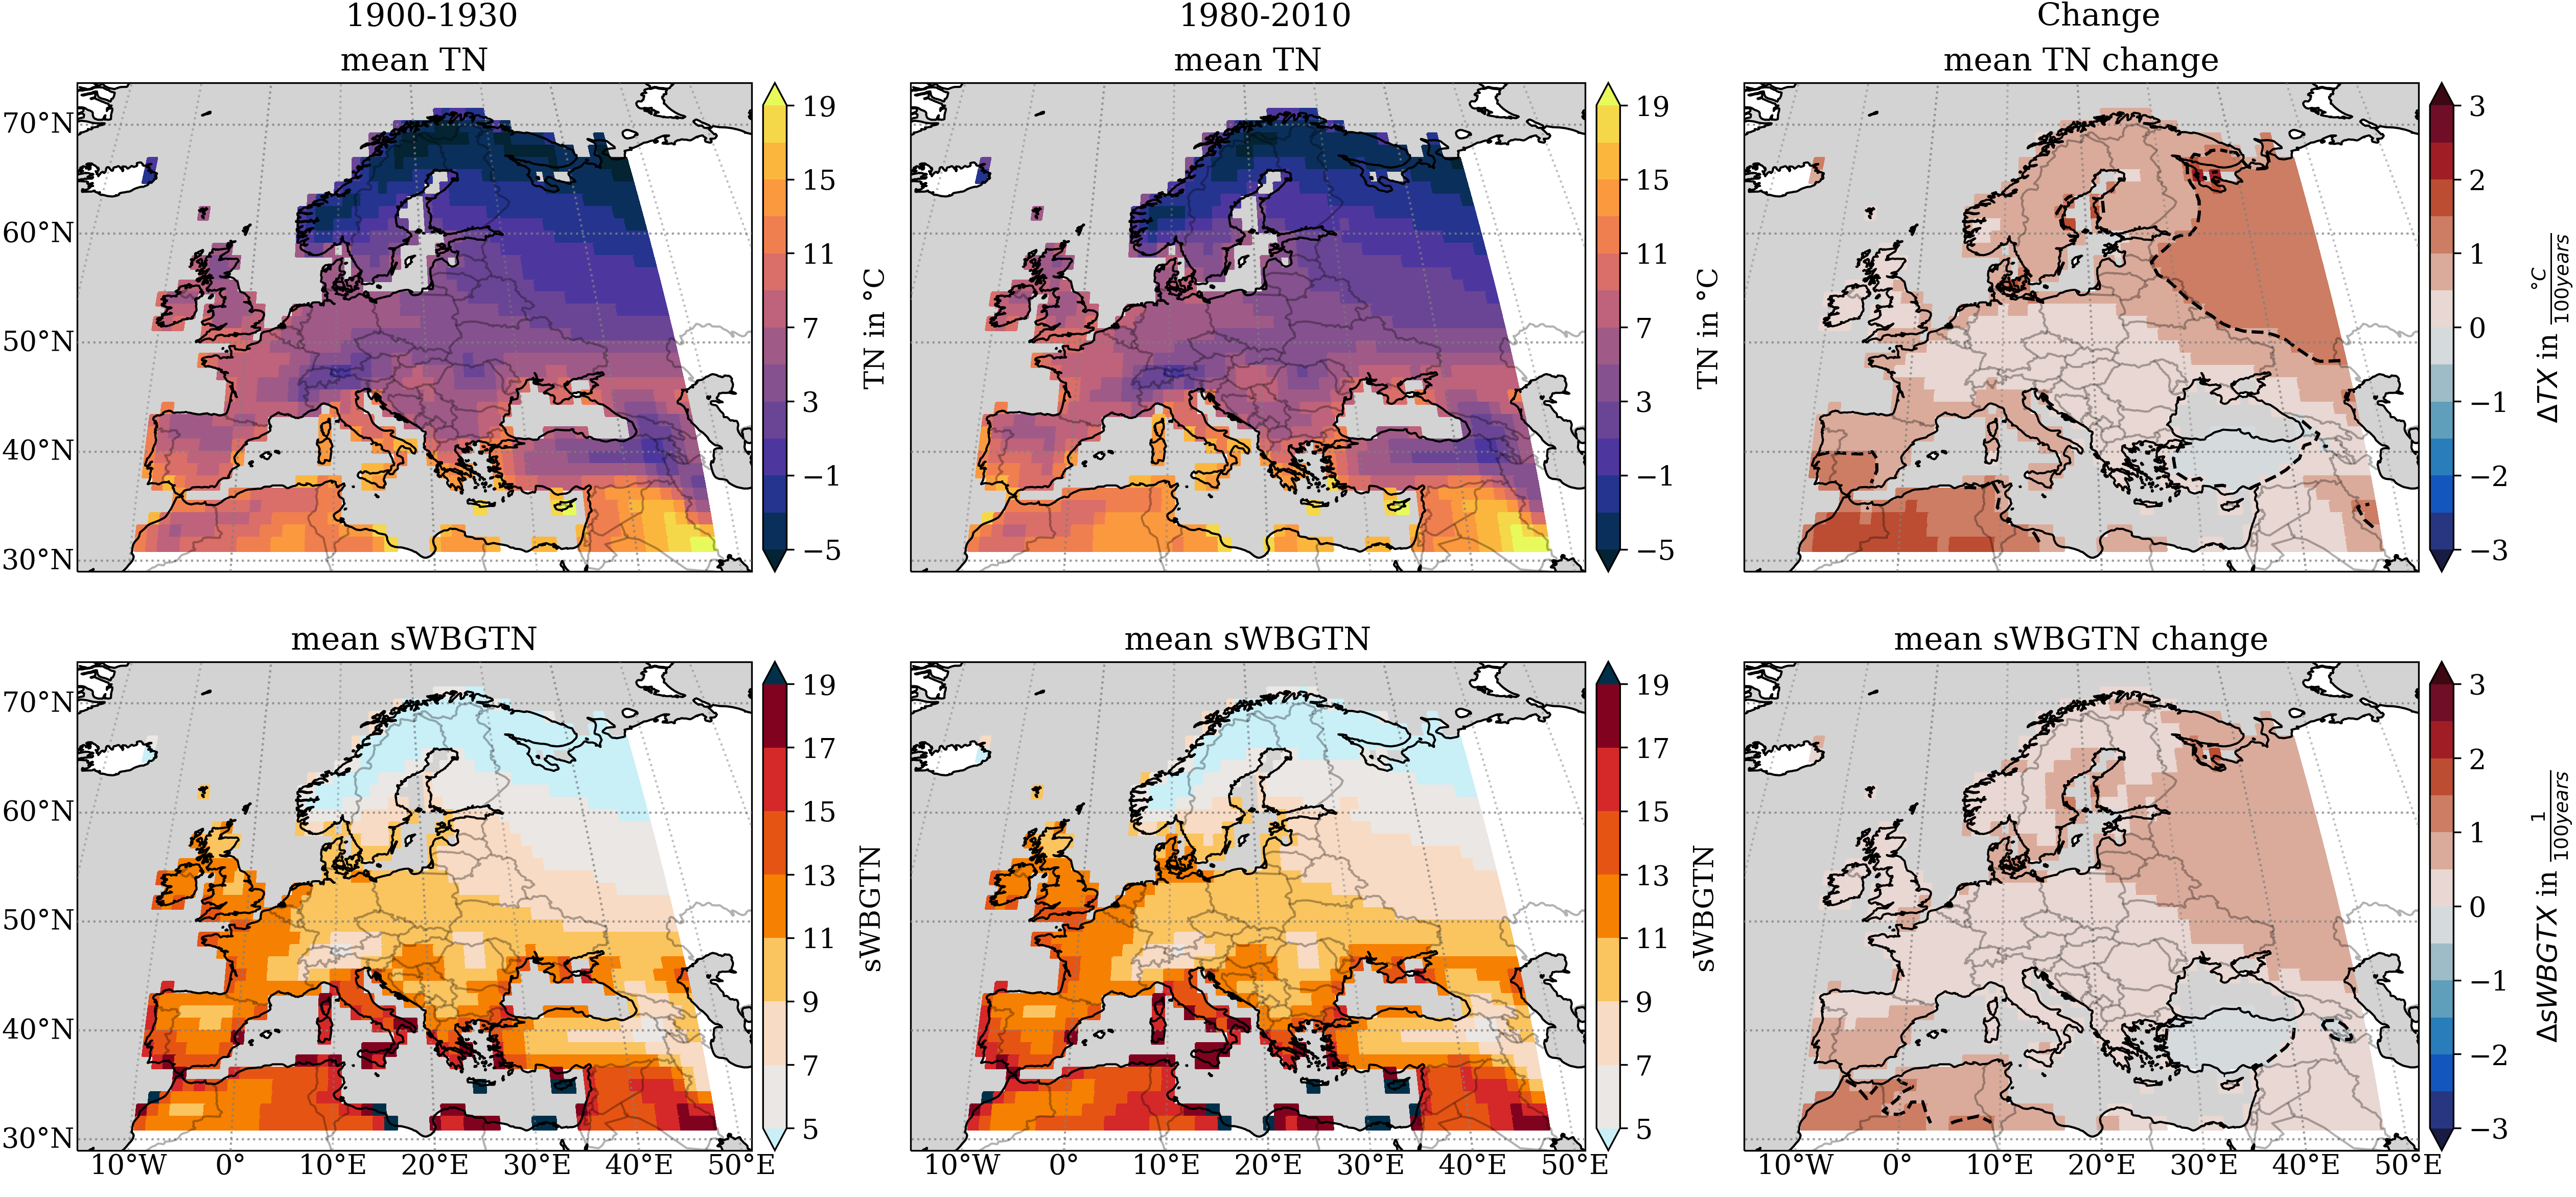 1900-1930
1980-2010
Change
mean TN
mean TN
mean TN change
70°N
60°N
50°N
40°N
30°N
19
15
11
7
3
−1
−5
TN in °C
19
15
11
7
3
−1
−5
TN in °C
3
2
1
0
−1
−2
−3
ΔTX in °C/100years
mean sWBGTN
mean sWBGTN
mean sWBGTN change
70°N
60°N
50°N
40°N
30°N
19
17
15
13
11
9
7
5
sWBGTN
19
17
15
13
11
9
7
5
sWBGTN
3
2
1
0
−1
−2
−3
ΔsWBGTX in 1/100years
10°W 0° 10°E 20°E 30°E 40°E 50°E
10°W 0° 10°E 20°E 30°E 40°E 50°E
10°W 0° 10°E 20°E 30°E 40°E 50°E